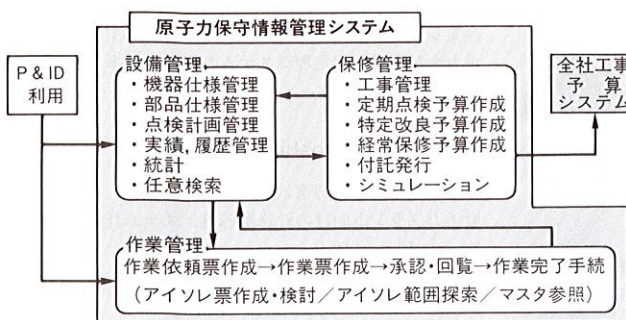 原子力保守情報管理システム
P & ID
利用
設備管理
・機器仕様管理
・部品仕様管理
・点検計画管理
・実績,履歴管理
・統計
・任意検索
保修管理
・工事管理
・定期点検予算作成
・特定改良予算作成
・経常保修予算作成
・付託発行
・シミュレーション
全社工事
予算
システム
作業管理
作業依頼票作成→作業票作成→承認・回覧→作業完了手続
(アイソレ票作成・検討/アイソレ範囲探索/マスタ参照)